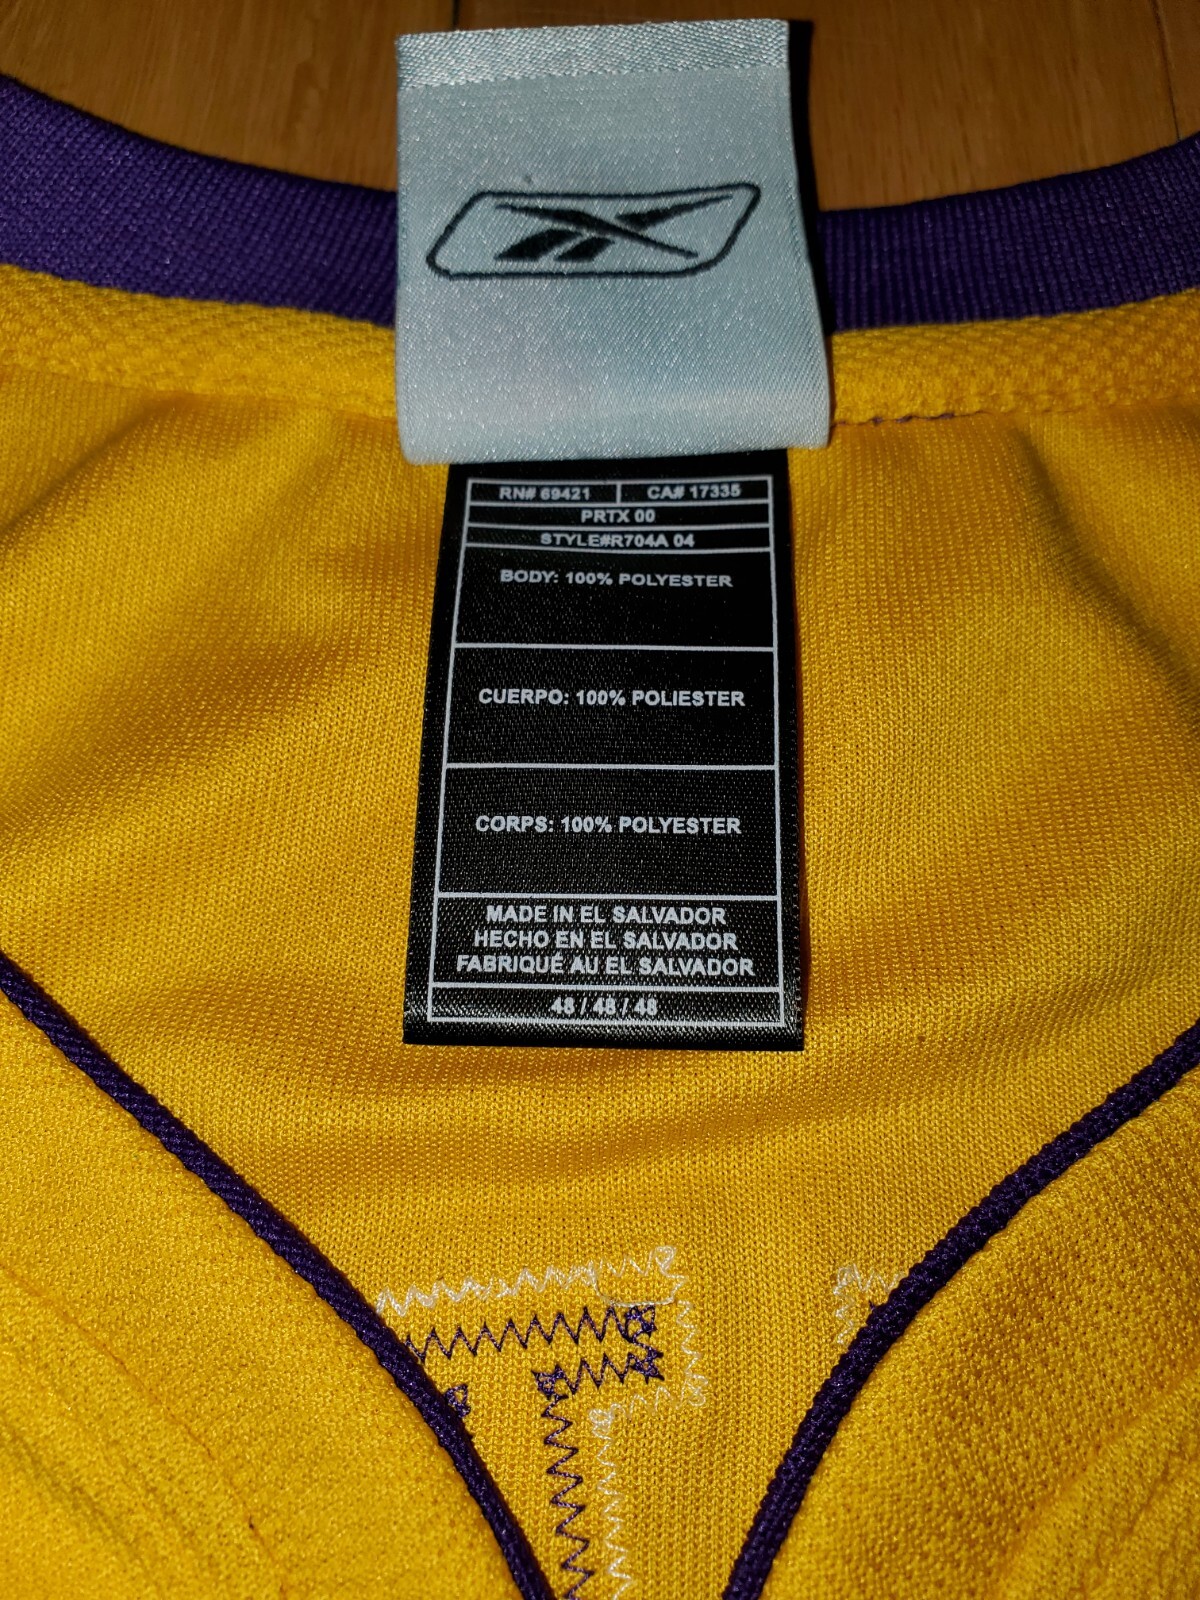 RN# 69421 CA# 17335
PRTX 00
STYLE#R704A 04
BODY: 100% POLYESTER
CUERPO: 100% POLIESTER
CORPS: 100% POLYESTER
MADE IN EL SALVADOR
HECHO EN EL SALVADOR
FABRIQUÉ AU EL SALVADOR
48 / 48 / 48